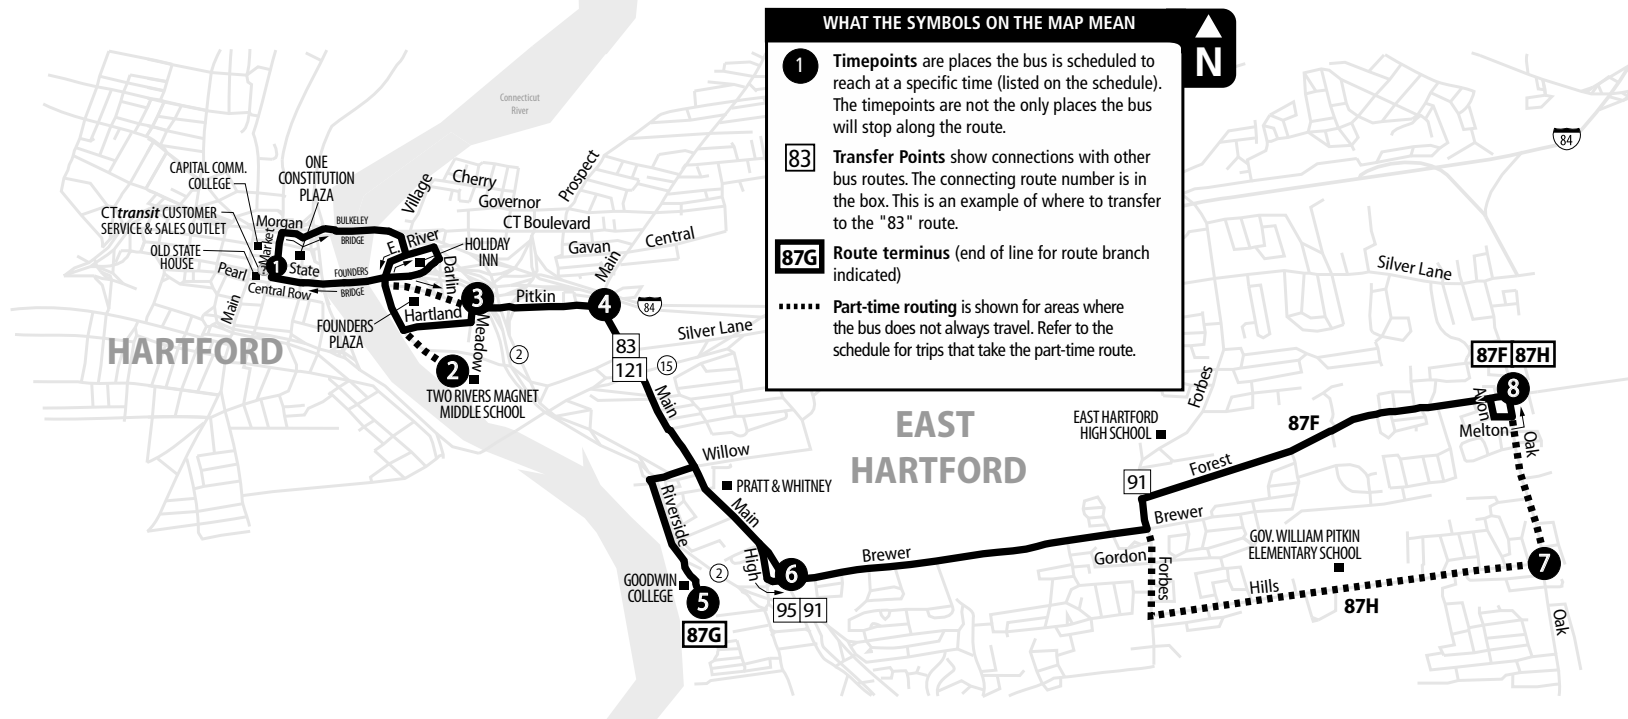 WHAT THE SYMBOLS ON THE MAP MEAN
N
1
Timepoints are places the bus is scheduled to
reach at a specific time (listed on the schedule).
The timepoints are not the only places the bus
will stop along the route.
83
Transfer Points show connections with other
bus routes. The connecting route number is in
the box. This is an example of where to transfer
to the "83" route.
87G
Route terminus (end of line for route branch
indicated)
Part-time routing is shown for areas where
the bus does not always travel. Refer to the
schedule for trips that take the part-time route.
Connecticut
River
84
CAPITAL COMM.
COLLEGE
ONE
CONSTITUTION
PLAZA
CTtransit CUSTOMER
SERVICE & SALES OUTLET
OLD STATE
HOUSE
Morgan
Market
BULKELEY
BRIDGE
1
State
Pearl
Central Row
FOUNDERS
BRIDGE
Main
HARTFORD
Village
Cherry
Governor
Prospect
CT Boulevard
Gavan
Main
Central
E. River
HOLIDAY
INN
Darlin
3
Pitkin
4
84
Hartland
FOUNDERS
PLAZA
Meadow
2
2
TWO RIVERS MAGNET
MIDDLE SCHOOL
83
121
15
Silver Lane
Main
Willow
PRATT & WHITNEY
Riverside
Main
High
GOODWIN
COLLEGE
2
5
87G
6
95
91
EAST
HARTFORD
Brewer
Gordon
Forbes
91
Brewer
EAST HARTFORD
HIGH SCHOOL
Forbes
Silver Lane
Forest
87F
87F
87H
8
Avon
Melton
Oak
GOV. WILLIAM PITKIN
ELEMENTARY SCHOOL
Hills
87H
7
Oak